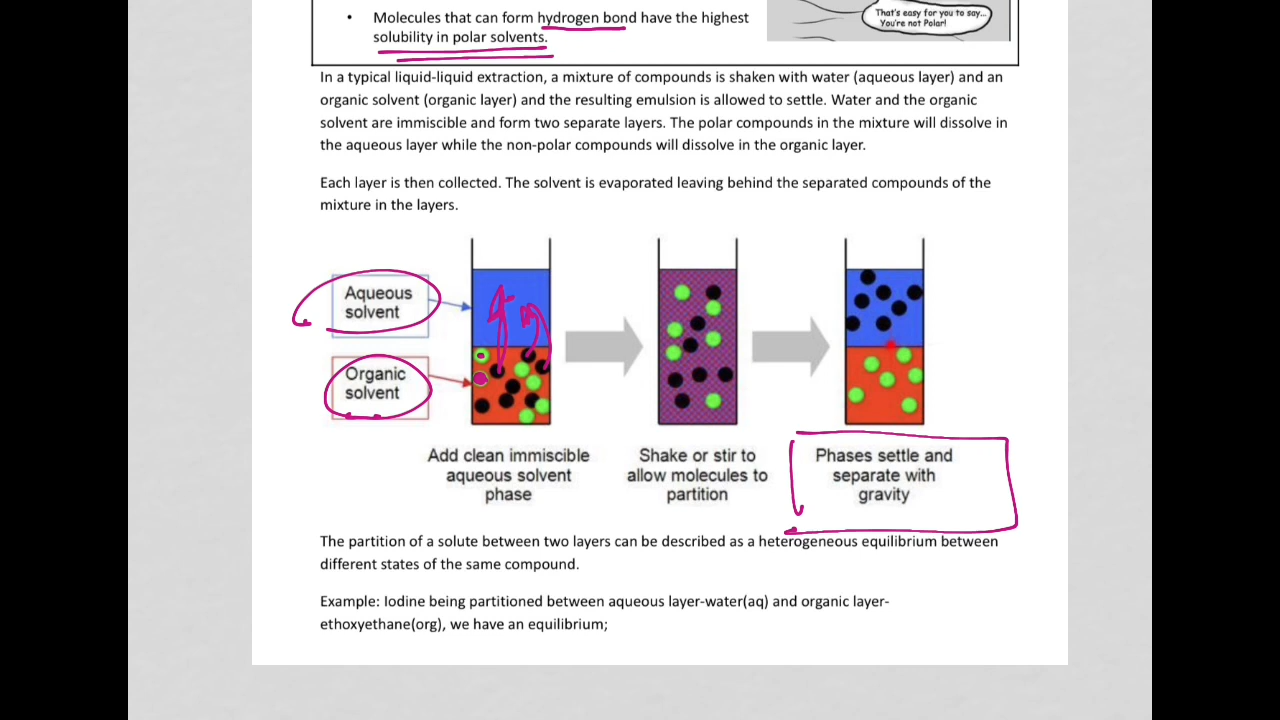 • Molecules that can form hydrogen bond have the highest
solubility in polar solvents.
That's easy for you to say...
You're not Polar!
In a typical liquid-liquid extraction, a mixture of compounds is shaken with water (aqueous layer) and an
organic solvent (organic layer) and the resulting emulsion is allowed to settle. Water and the organic
solvent are immiscible and form two separate layers. The polar compounds in the mixture will dissolve in
the aqueous layer while the non-polar compounds will dissolve in the organic layer.
Each layer is then collected. The solvent is evaporated leaving behind the separated compounds of the
mixture in the layers.
Aqueous
solvent
Organic
solvent
Add clean immiscible
aqueous solvent
phase
Shake or stir to
allow molecules to
partition
Phases settle and
separate with
gravity
The partition of a solute between two layers can be described as a heterogeneous equilibrium between
different states of the same compound.
Example: Iodine being partitioned between aqueous layer-water(aq) and organic layer-
ethoxyethane(org), we have an equilibrium;